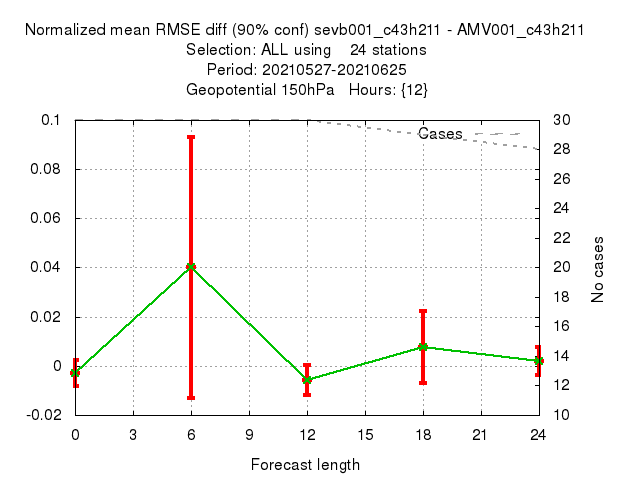 Normalized mean RMSE diff (90% conf) sevb001_c43h211 - AMV001_c43h211
Selection: ALL using 24 stations
Period: 20210527-20210625
Geopotential 150hPa Hours: {12}
0.1
0.08
0.06
0.04
0.02
0
-0.02
Cases
30
28
26
24
22
20
18
16
14
12
10
No cases
0 3 6 9 12 15 18 21 24
Forecast length